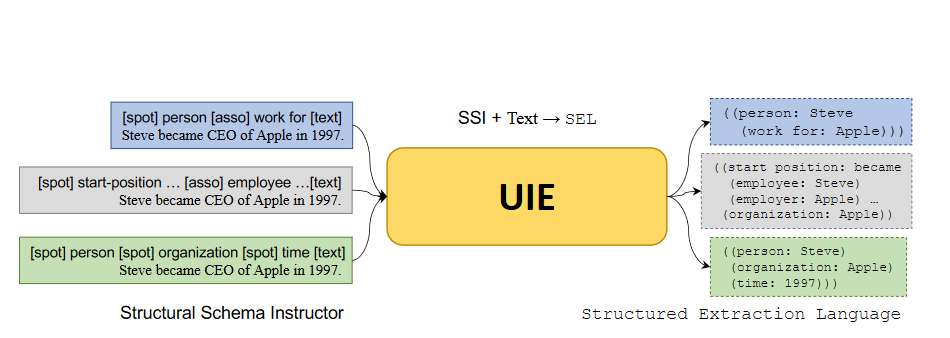 [spot] person [asso] work for [text]
Steve became CEO of Apple in 1997.
[spot] start-position … [asso] employee …[text]
Steve became CEO of Apple in 1997.
[spot] person [spot] organization [spot] time [text]
Steve became CEO of Apple in 1997.
Structural Schema Instructor
SSI + Text → SEL
UIE
((person: Steve
(work for: Apple)))
((start position: became
(employee: Steve)
(employer: Apple) …
(organization: Apple))
((person: Steve)
(organization: Apple)
(time: 1997)))
Structured Extraction Language